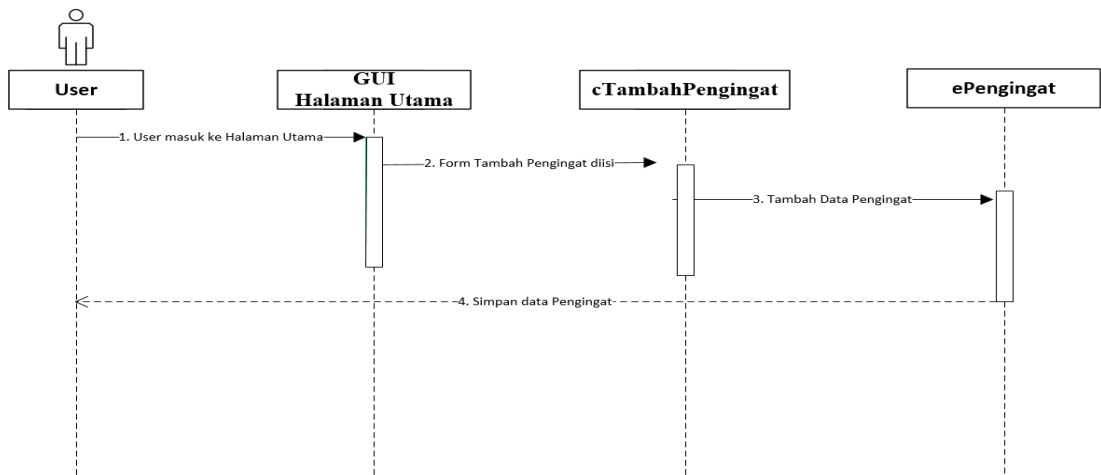 User
GUI
Halaman Utama
cTambahPengingat
ePengingat
1. User masuk ke Halaman Utama
2. Form Tambah Pengingat diisi
3. Tambah Data Pengingat
4. Simpan data Pengingat